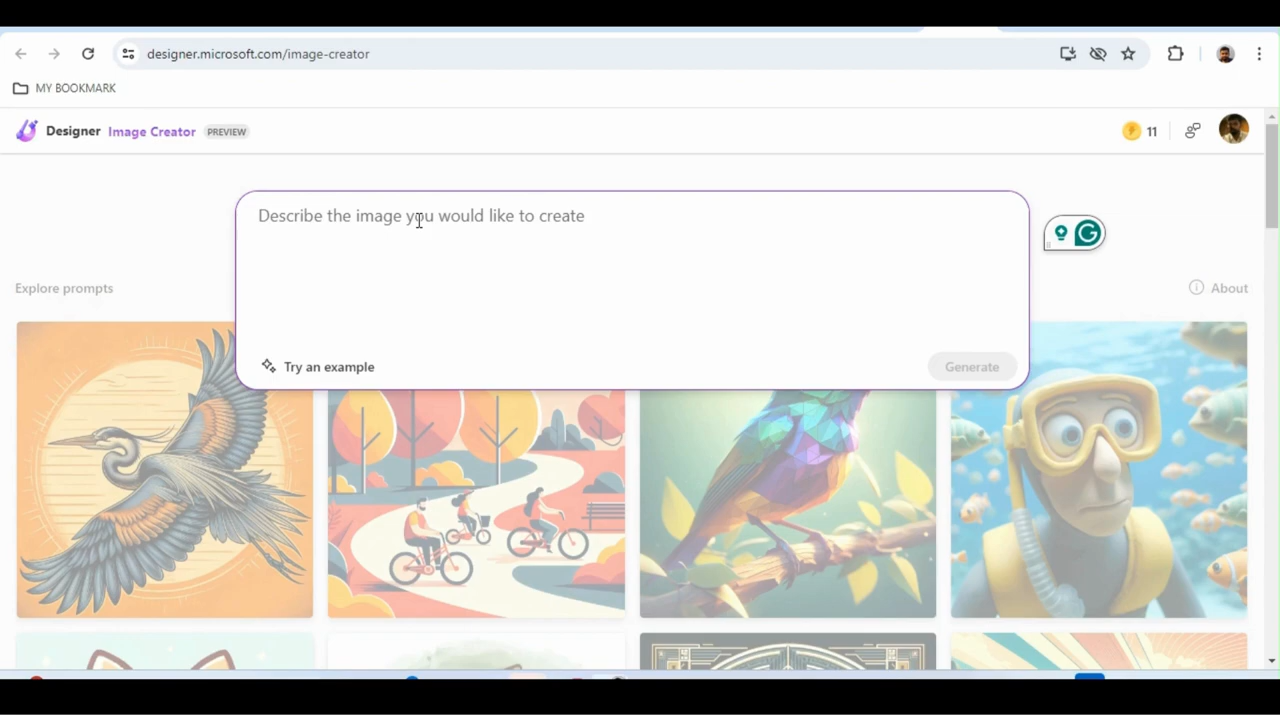 designer.microsoft.com/image-creator
MY BOOKMARK
Designer Image Creator PREVIEW
11
Describe the image you would like to create
Explore prompts
About
Try an example
Generate